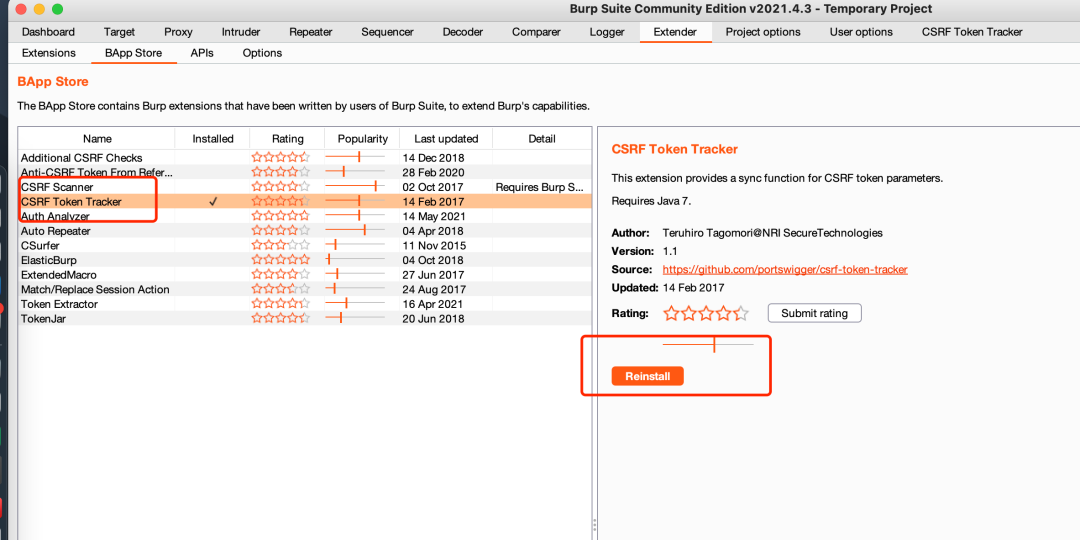 Burp Suite Community Edition v2021.4.3 - Temporary Project
Dashboard Target Proxy Intruder Repeater Sequencer Decoder Comparer Logger Extender Project options User options CSRF Token Tracker
Extensions BApp Store APIs Options
BApp Store
The BApp Store contains Burp extensions that have been written by users of Burp Suite, to extend Burp's capabilities.
Name Installed Rating Popularity Last updated Detail
Additional CSRF Checks 14 Dec 2018
Anti-CSRF Token From Refer... 28 Feb 2020
CSRF Scanner 02 Oct 2017 Requires Burp S...
CSRF Token Tracker ✓ 14 Feb 2017
Auth Analyzer 14 May 2021
Auto Repeater 04 Apr 2018
CSurfer 11 Nov 2015
ElasticBurp 04 Oct 2018
ExtendedMacro 27 Jun 2017
Match/Replace Session Action 24 Aug 2017
Token Extractor 16 Apr 2021
TokenJar 20 Jun 2018
CSRF Token Tracker
This extension provides a sync function for CSRF token parameters.
Requires Java 7.
Author: Teruhiro Tagomori@NRI SecureTechnologies
Version: 1.1
Source: https://github.com/portswigger/csrf-token-tracker
Updated: 14 Feb 2017
Rating: Submit rating
Reinstall